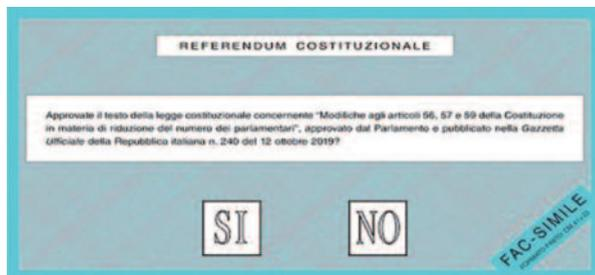 REFERENDUM COSTITUZIONALE
Approvate il testo della legge costituzionale concernente "Modifiche agli articoli 56, 57 e 59 della Costituzione
in materia di riduzione del numero dei parlamentari", approvato dal Parlamento e pubblicato nella Gazzetta
Ufficiale della Repubblica italiana n. 240 del 12 ottobre 2019?
SI NO
FAC-SIMILE